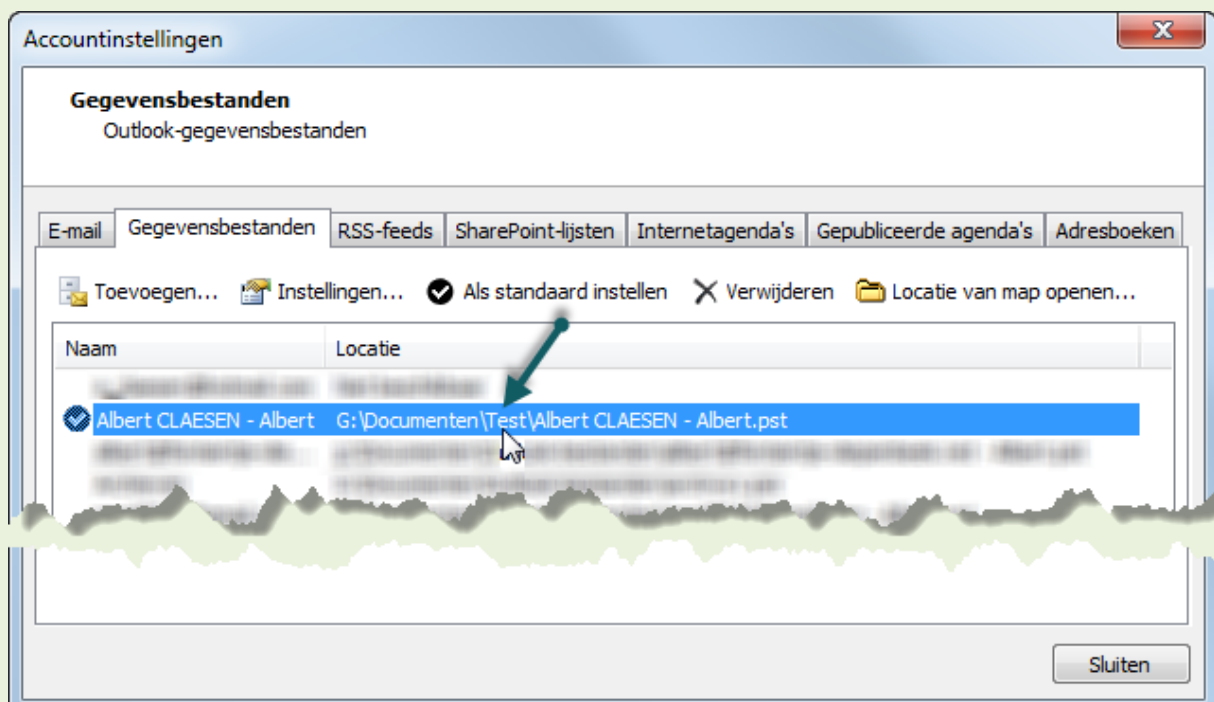 Accountinstellingen
Gegevensbestanden
Outlook-gegevensbestanden
E-mail Gegevensbestanden RSS-feeds SharePoint-lijsten Internetagenda's Gepubliceerde agenda's Adresboeken
Toevoegen... Instellingen... Als standaard instellen Verwijderen Locatie van map openen...
Naam Locatie
Albert CLAESEN - Albert G:\Documenten\Test\Albert CLAESEN - Albert.pst
Sluiten